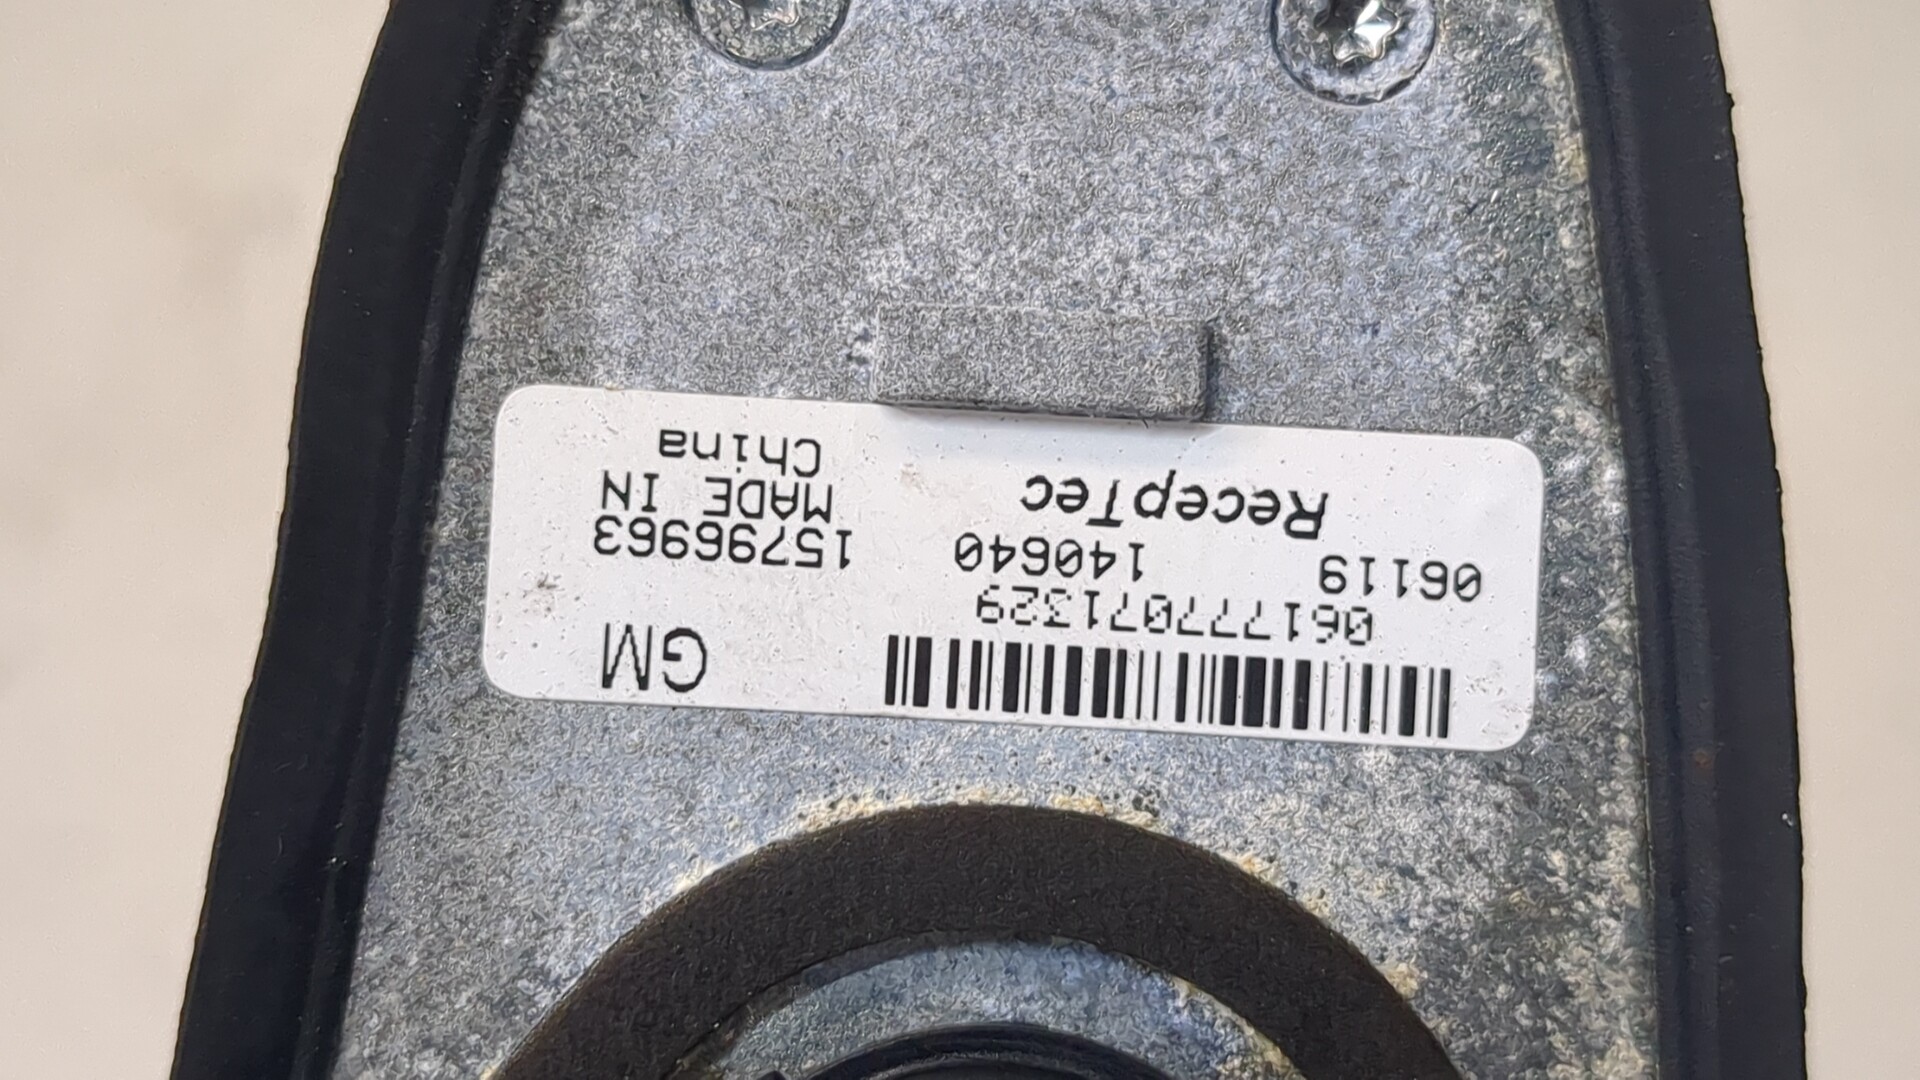 GM
061777071329
06119 140640 15796963
RecepTec MADE IN
China